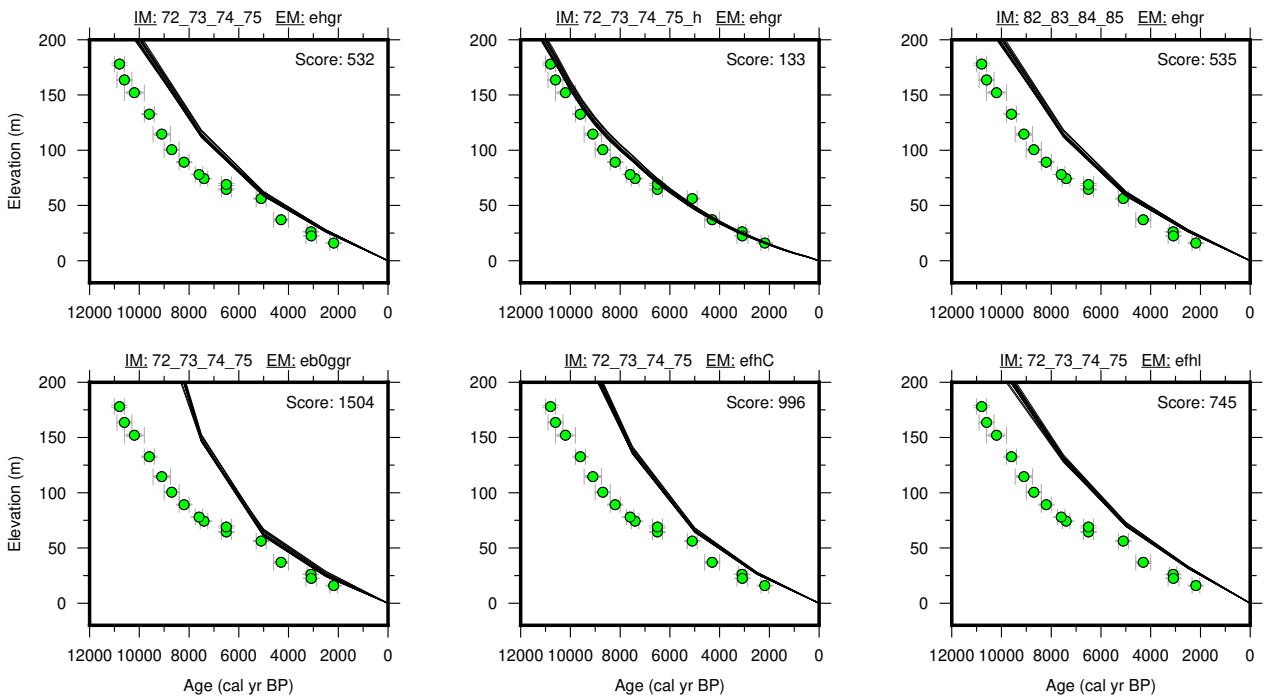 IM: 72_73_74_75 EM: ehgr
IM: 72_73_74_75_h EM: ehgr
IM: 82_83_84_85 EM: ehgr
200
150
100
50
0
Elevation (m)
Score: 532
Score: 133
Score: 535
12000 10000 8000 6000 4000 2000 0
12000 10000 8000 6000 4000 2000 0
12000 10000 8000 6000 4000 2000 0
IM: 72_73_74_75 EM: eb0ggr
IM: 72_73_74_75 EM: efhC
IM: 72_73_74_75 EM: efhl
200
150
100
50
0
Elevation (m)
Score: 1504
Score: 996
Score: 745
12000 10000 8000 6000 4000 2000 0
12000 10000 8000 6000 4000 2000 0
12000 10000 8000 6000 4000 2000 0
Age (cal yr BP)
Age (cal yr BP)
Age (cal yr BP)